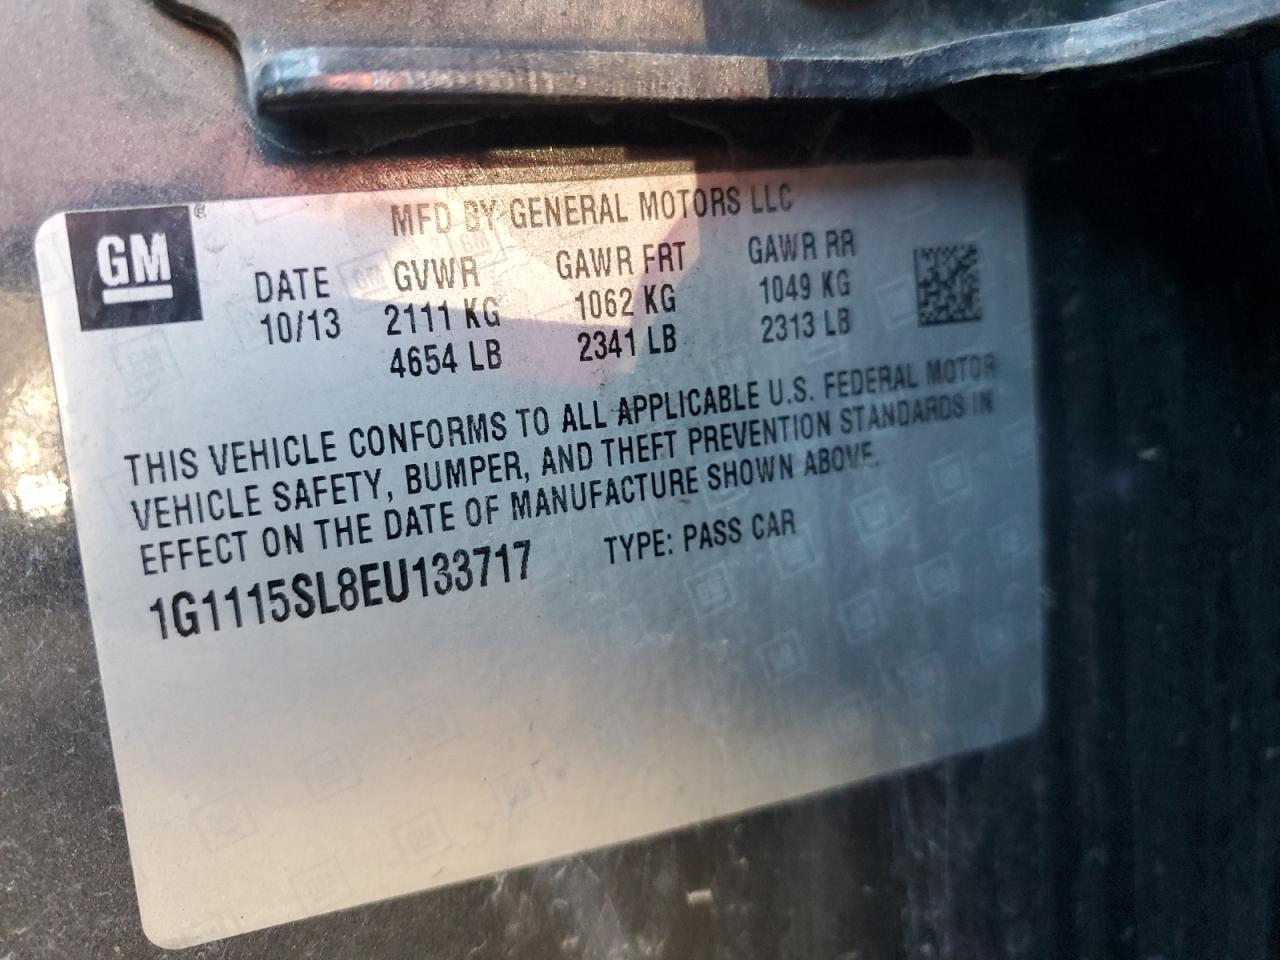 GM®
MFD BY GENERAL MOTORS LLC
DATE GVWR GAWR FRT GAWR RR
10/13 2111 KG 1062 KG 1049 KG
4654 LB 2341 LB 2313 LB
THIS VEHICLE CONFORMS TO ALL APPLICABLE U.S. FEDERAL MOTOR
VEHICLE SAFETY, BUMPER, AND THEFT PREVENTION STANDARDS IN
EFFECT ON THE DATE OF MANUFACTURE SHOWN ABOVE.
1G1115SL8EU133717 TYPE: PASS CAR